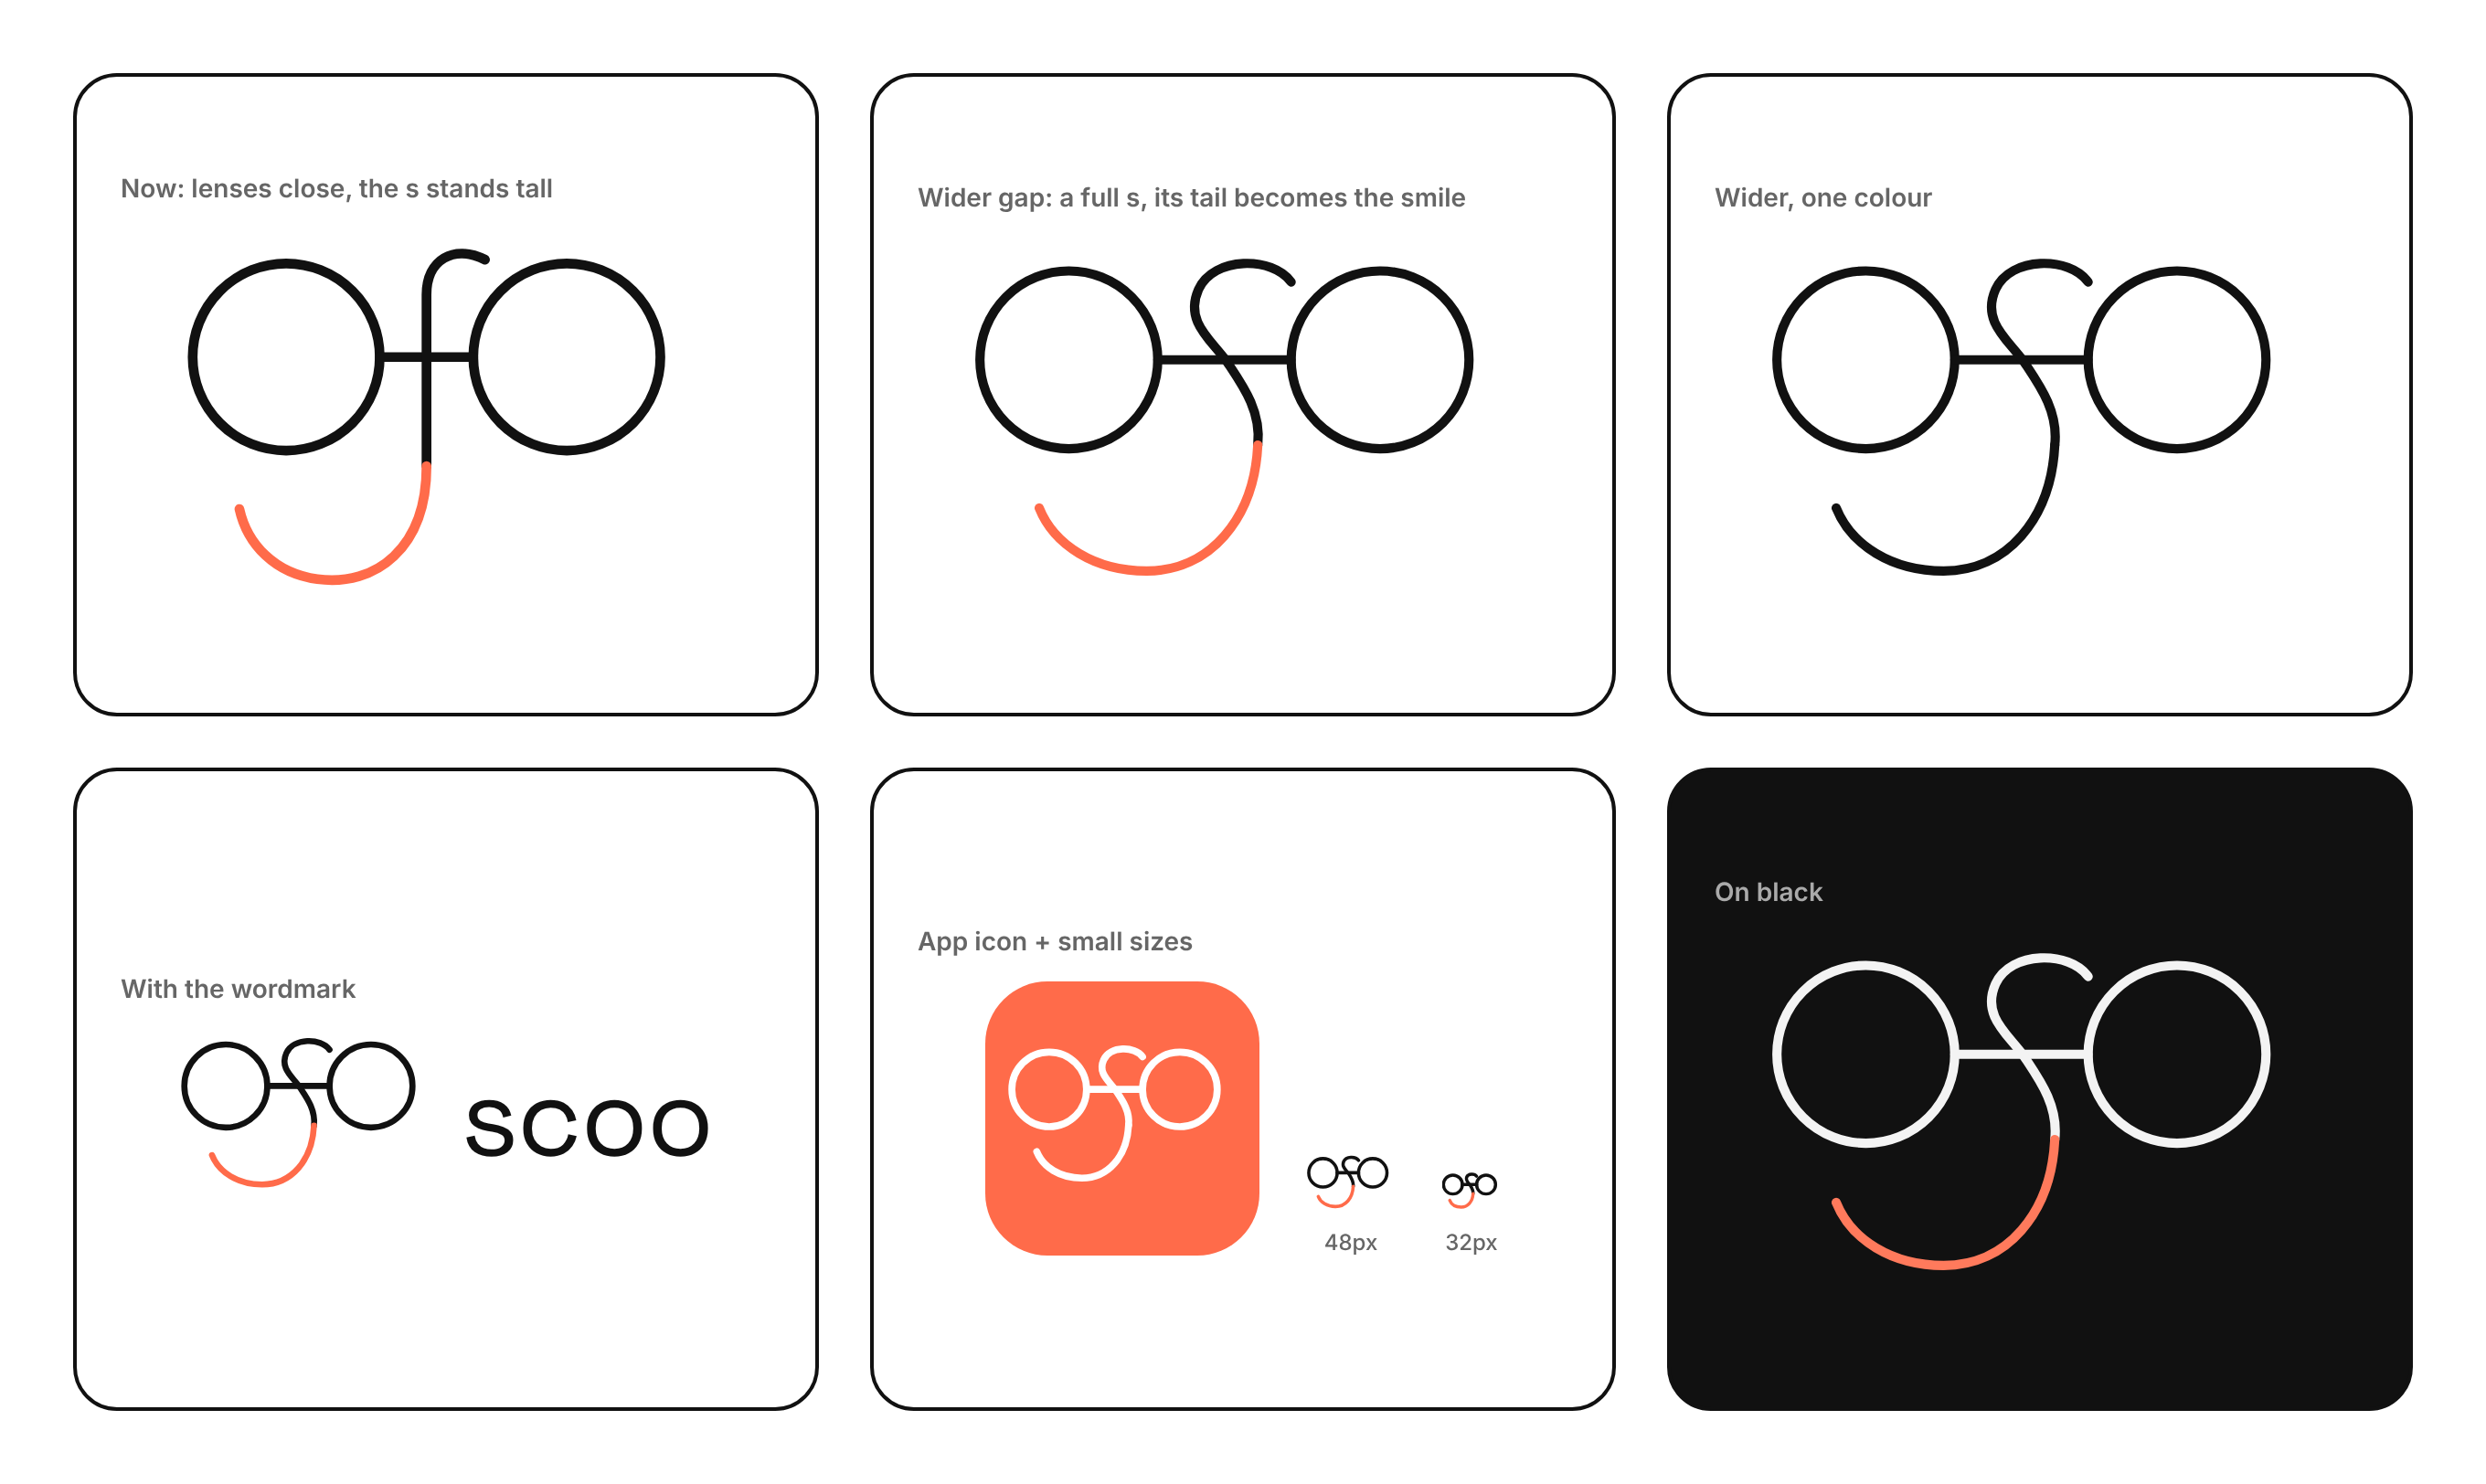 Now: lenses close, the s stands tall
Wider gap: a full s, its tail becomes the smile
Wider, one colour
With the wordmark
scoo
App icon + small sizes
48px
32px
On black